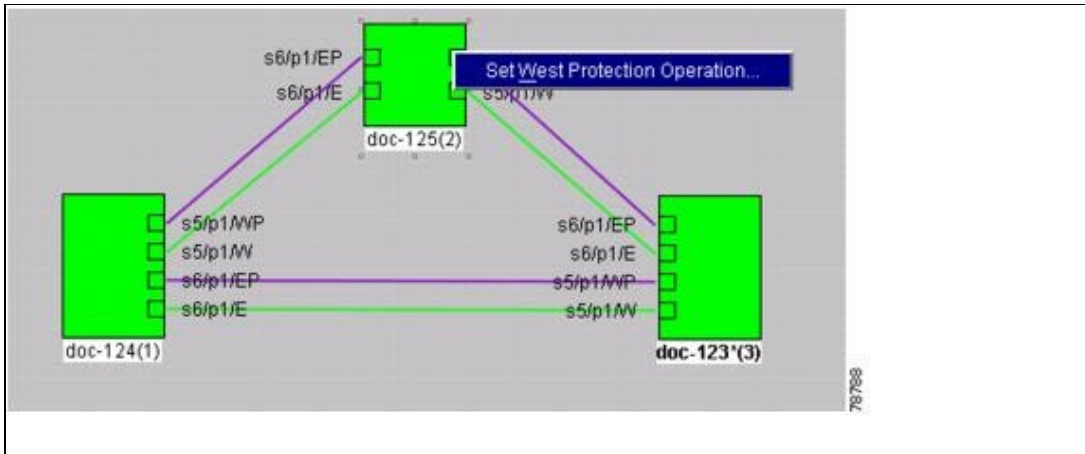 s6/p1/EP
Set West Protection Operation...
s6/p1/E
s5/p1/W
doc-125(2)
s5/p1/WP
s6/p1/EP
s5/p1/W
s6/p1/E
s6/p1/EP
s5/p1/WP
s6/p1/E
s5/p1/W
doc-124(1)
doc-123*(3)
78788